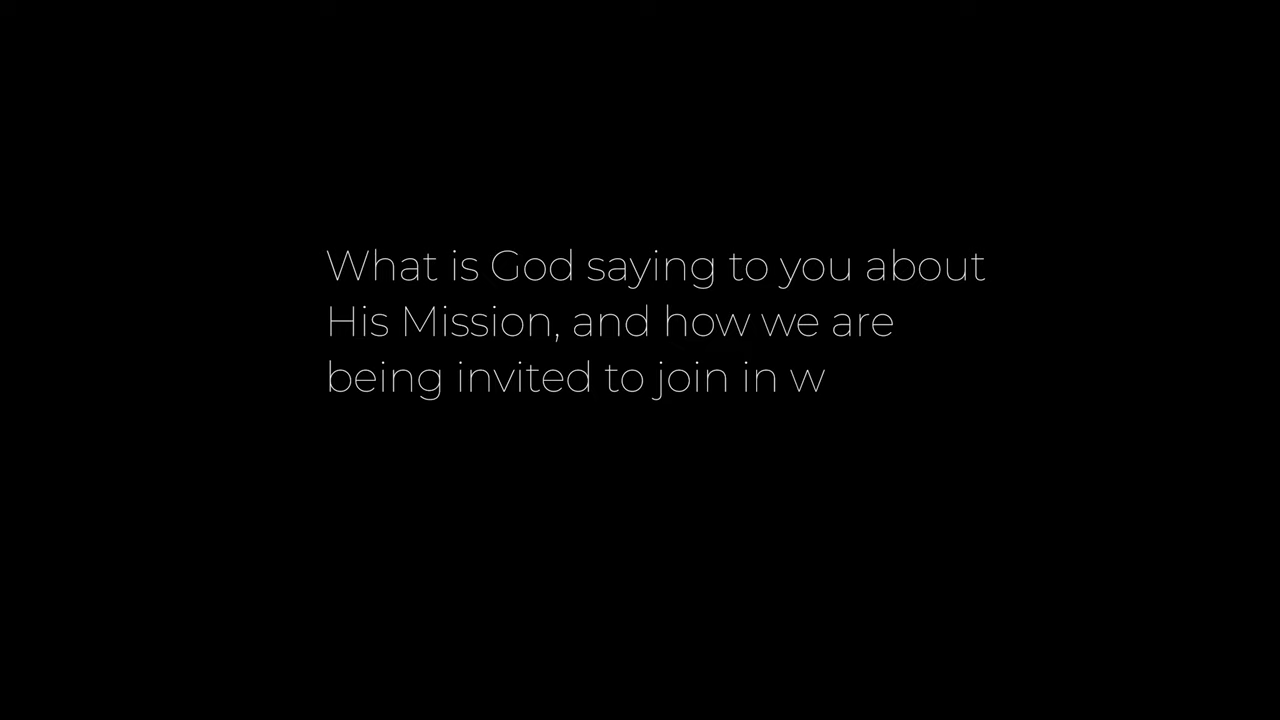 What is God saying to you about
His Mission, and how we are
being invited to join in w